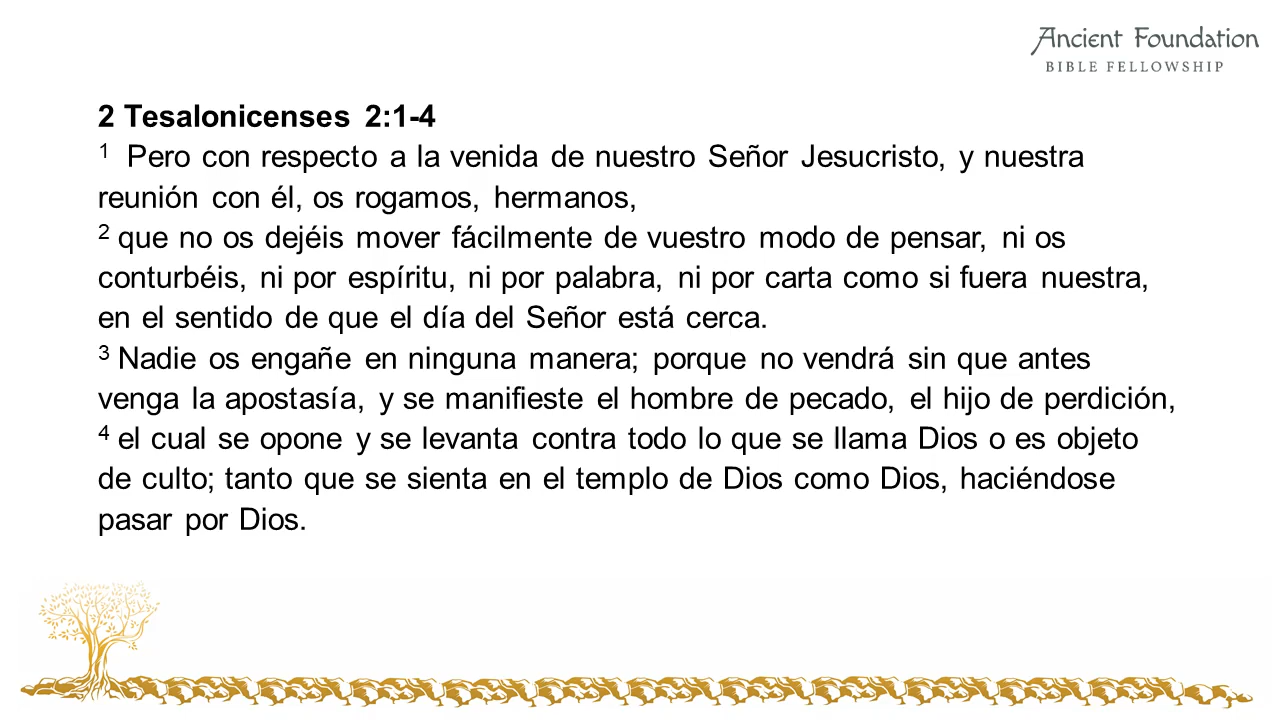 Ancient Foundation
BIBLE FELLOWSHIP
2 Tesalonicenses 2:1-4
1 Pero con respecto a la venida de nuestro Señor Jesucristo, y nuestra
reunión con él, os rogamos, hermanos,
2 que no os dejéis mover fácilmente de vuestro modo de pensar, ni os
conturbéis, ni por espíritu, ni por palabra, ni por carta como si fuera nuestra,
en el sentido de que el día del Señor está cerca.
3 Nadie os engañe en ninguna manera; porque no vendrá sin que antes
venga la apostasía, y se manifieste el hombre de pecado, el hijo de perdición,
4 el cual se opone y se levanta contra todo lo que se llama Dios o es objeto
de culto; tanto que se sienta en el templo de Dios como Dios, haciéndose
pasar por Dios.